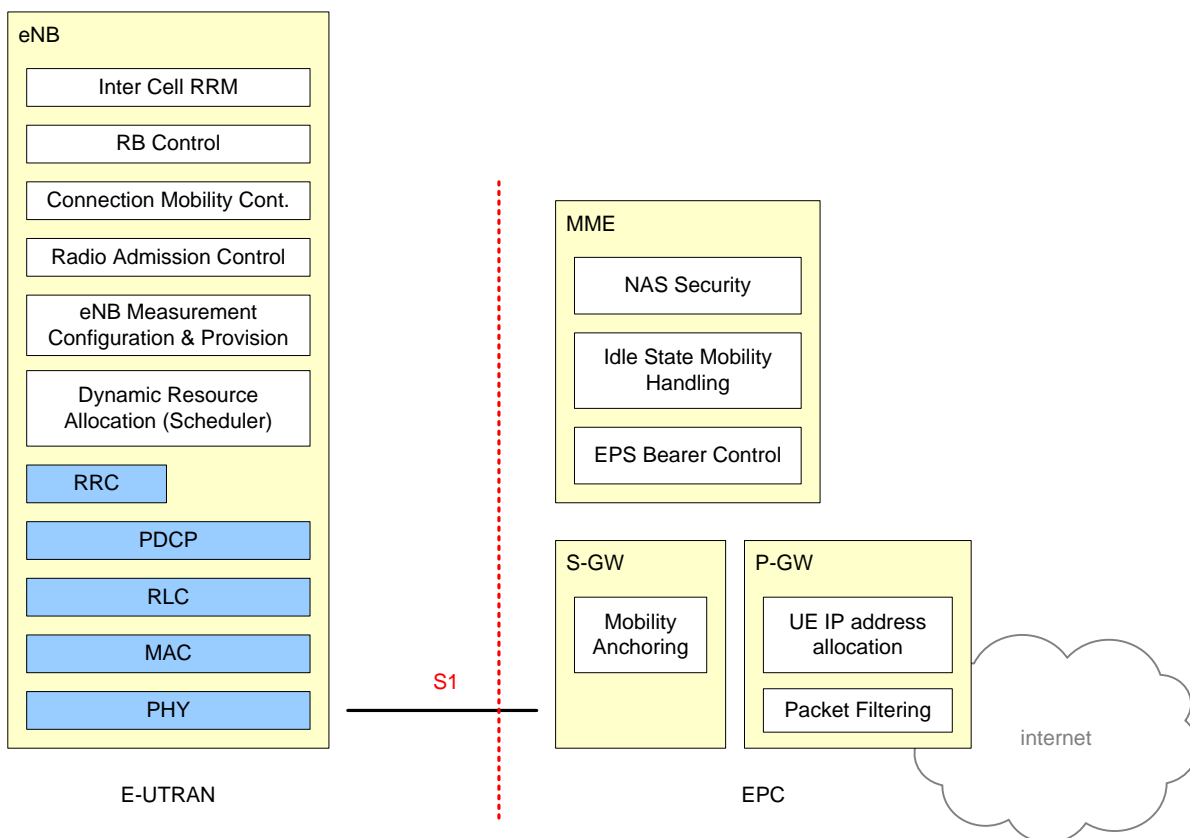 eNB
Inter Cell RRM
RB Control
Connection Mobility Cont.
Radio Admission Control
eNB Measurement
Configuration & Provision
Dynamic Resource
Allocation (Scheduler)
RRC
PDCP
RLC
MAC
PHY
S1
MME
NAS Security
Idle State Mobility
Handling
EPS Bearer Control
S-GW
Mobility
Anchoring
P-GW
UE IP address
allocation
Packet Filtering
internet
E-UTRAN
EPC